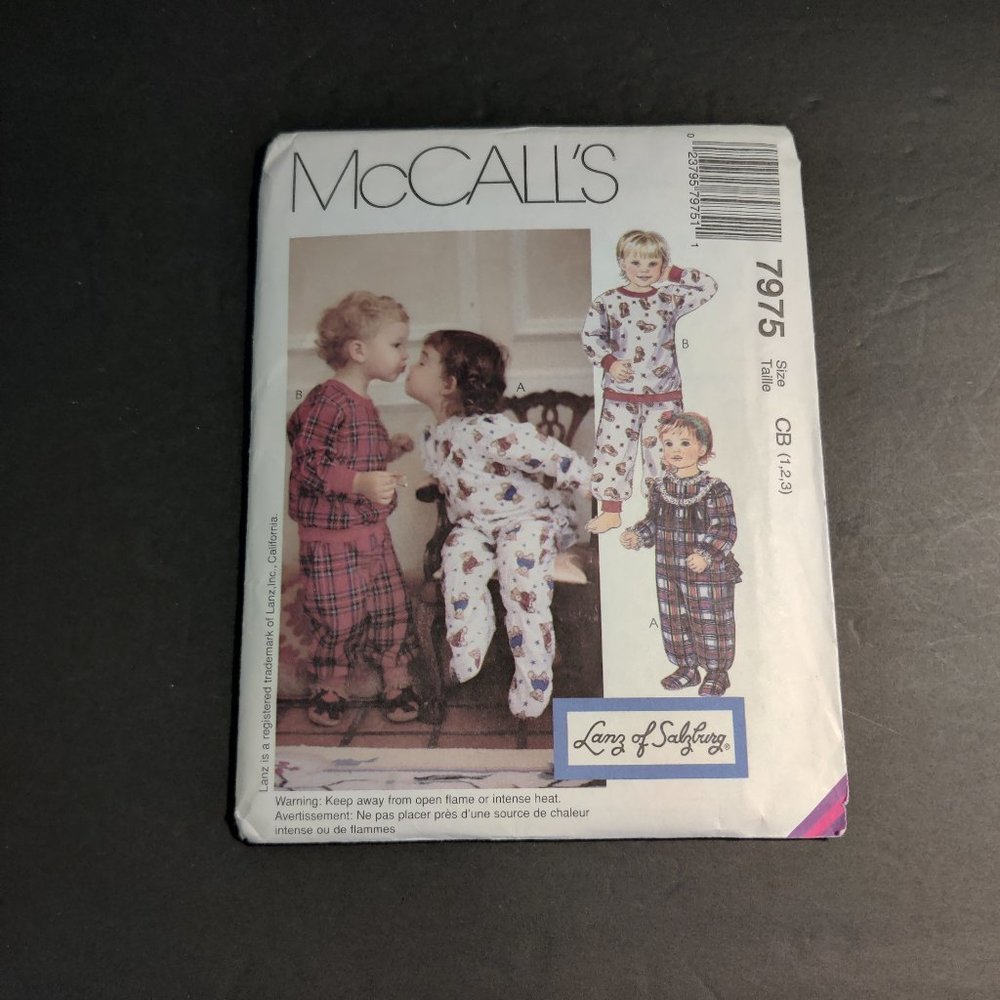 McCALL'S
0 23795 79751 1
7975
Size
Taille
CB (1,2,3)
B
A
B
A
Lanz is a registered trademark of Lanz, Inc., California.
Lanz of Salzburg®
Warning: Keep away from open flame or intense heat.
Avertissement: Ne pas placer près d'une source de chaleur
intense ou de flammes